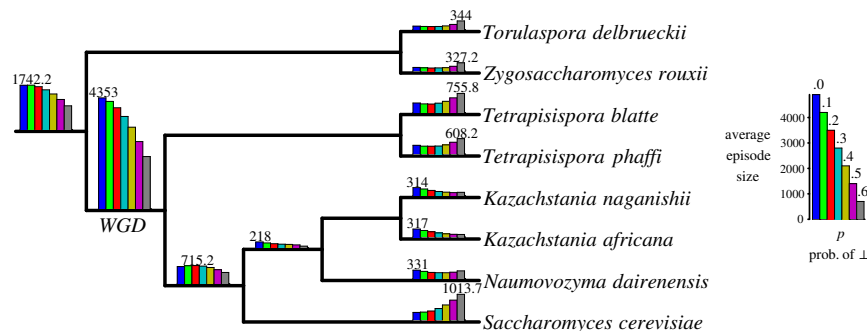 344
Torulaspora delbrueckii
327.2
Zygosaccharomyces rouxii
1742.2
4353
755.8
Tetrapisispora blatte
608.2
Tetrapisispora phaffi
WGD
314
Kazachstania naganishii
218
317
Kazachstania africana
715.2
331
Naumovozyma dairenensis
1013.7
Saccharomyces cerevisiae
.0
.1
.2
.3
.4
.5
.6
average
episode
size
4000
3000
2000
1000
0
p
prob. of ⊥